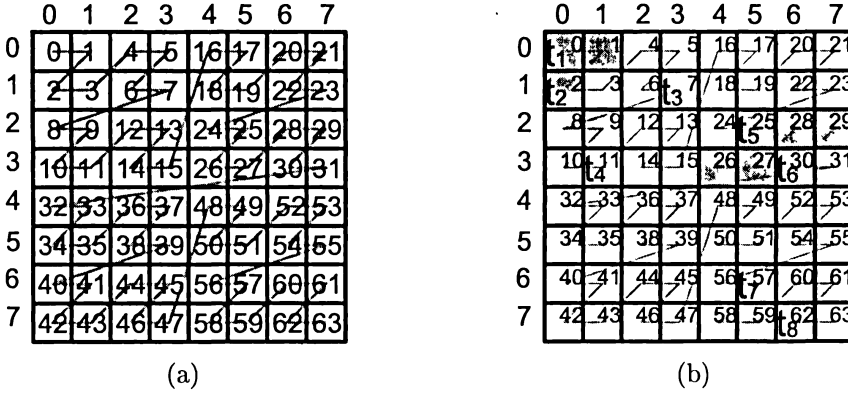 0 1 2 3 4 5 6 7
0 0 1 4 5 16 17 20 21
1 2 3 6 7 18 19 22 23
2 8 9 12 13 24 25 28 29
3 10 11 14 15 26 27 30 31
4 32 33 36 37 48 49 52 53
5 34 35 38 39 50 51 54 55
6 40 41 44 45 56 57 60 61
7 42 43 46 47 58 59 62 63
(a)
0 1 2 3 4 5 6 7
0 t1 0 1 4 5 16 17 20 21
1 t2 2 3 6 t3 7 18 19 22 23
2 8 9 12 13 24 t5 25 28 29
3 10 t4 11 14 15 26 27 t6 30 31
4 32 33 36 37 48 49 52 53
5 34 35 38 39 50 51 54 55
6 40 41 44 45 56 t7 57 60 61
7 42 43 46 47 58 59 t8 62 63
(b)